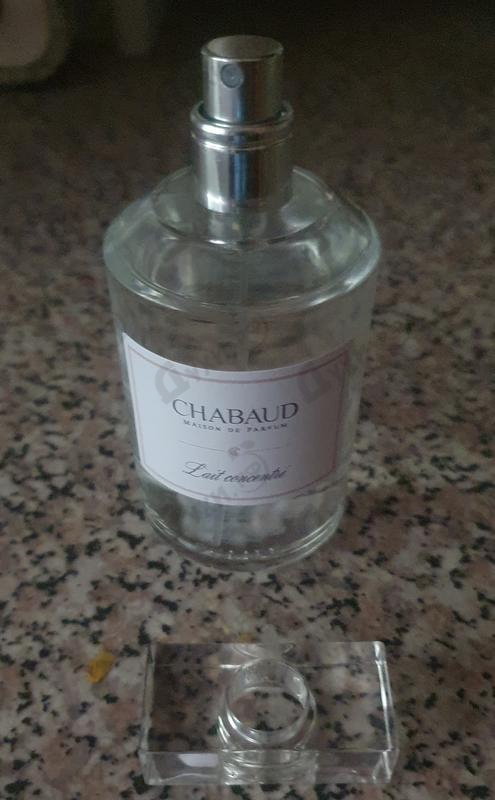 CHABAUD
MAISON DE PARFUM
Lait concentré